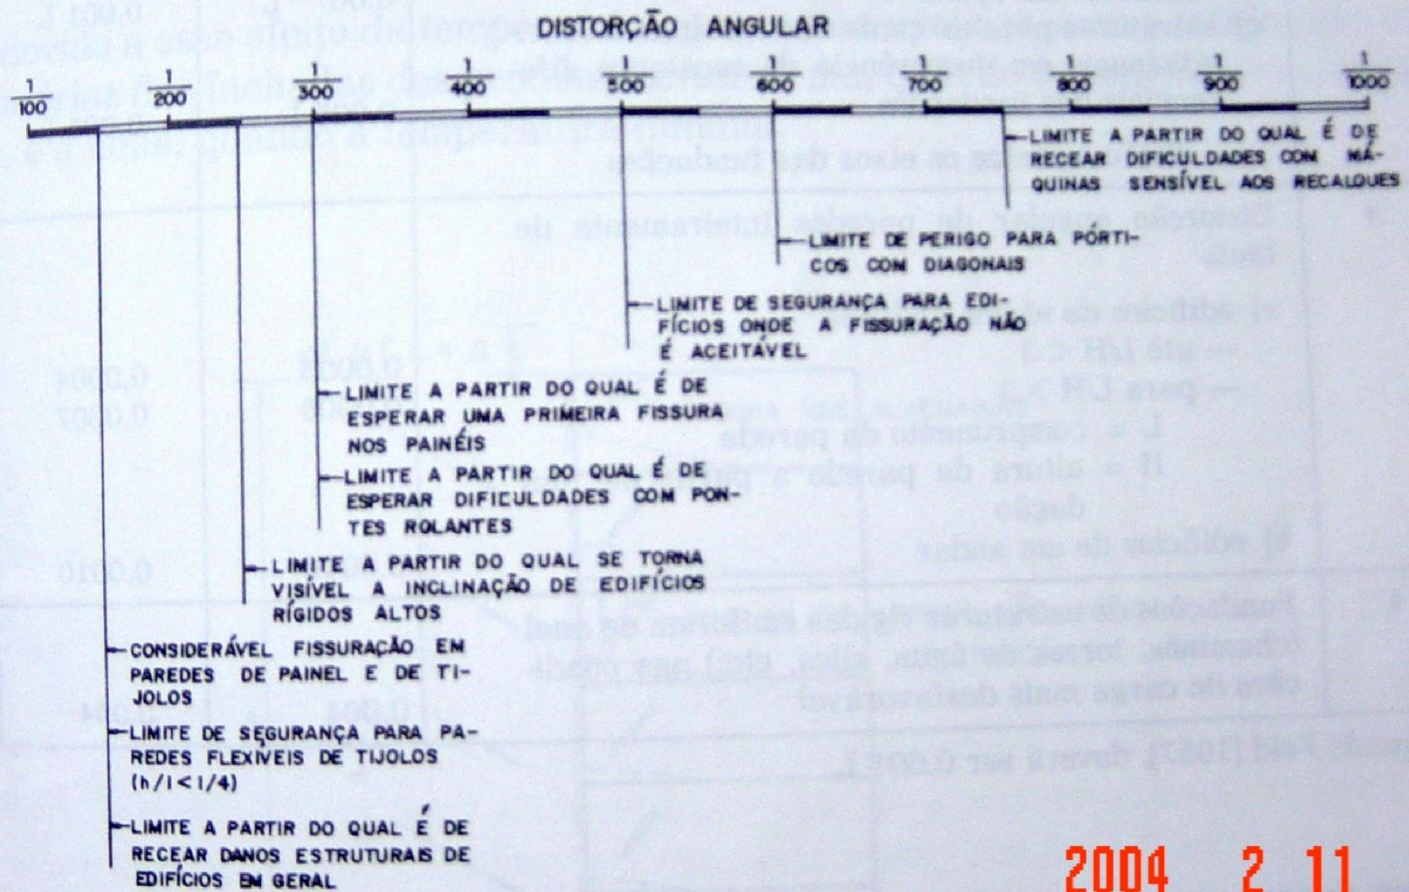 DISTORÇÃO ANGULAR
1/100 1/200 1/300 1/400 1/500 1/600 1/700 1/800 1/900 1/1000
LIMITE A PARTIR DO QUAL É DE
RECEAR DIFICULDADES COM MÁ-
QUINAS SENSÍVEL AOS RECALQUES
LIMITE DE PERIGO PARA PÓRTI-
COS COM DIAGONAIS
LIMITE DE SEGURANÇA PARA EDI-
FÍCIOS ONDE A FISSURAÇÃO NÃO
É ACEITÁVEL
LIMITE A PARTIR DO QUAL É DE
ESPERAR UMA PRIMEIRA FISSURA
NOS PAINÉIS
LIMITE A PARTIR DO QUAL É DE
ESPERAR DIFICULDADES COM PON-
TES ROLANTES
LIMITE A PARTIR DO QUAL SE TORNA
VISÍVEL A INCLINAÇÃO DE EDIFÍCIOS
RÍGIDOS ALTOS
CONSIDERÁVEL FISSURAÇÃO EM
PAREDES DE PAINEL E DE TI-
JOLOS
LIMITE DE SEGURANÇA PARA PA-
REDES FLEXÍVEIS DE TIJOLOS
(h/l<1/4)
LIMITE A PARTIR DO QUAL É DE
RECEAR DANOS ESTRUTURAIS DE
EDIFÍCIOS EM GERAL
2004 2 11